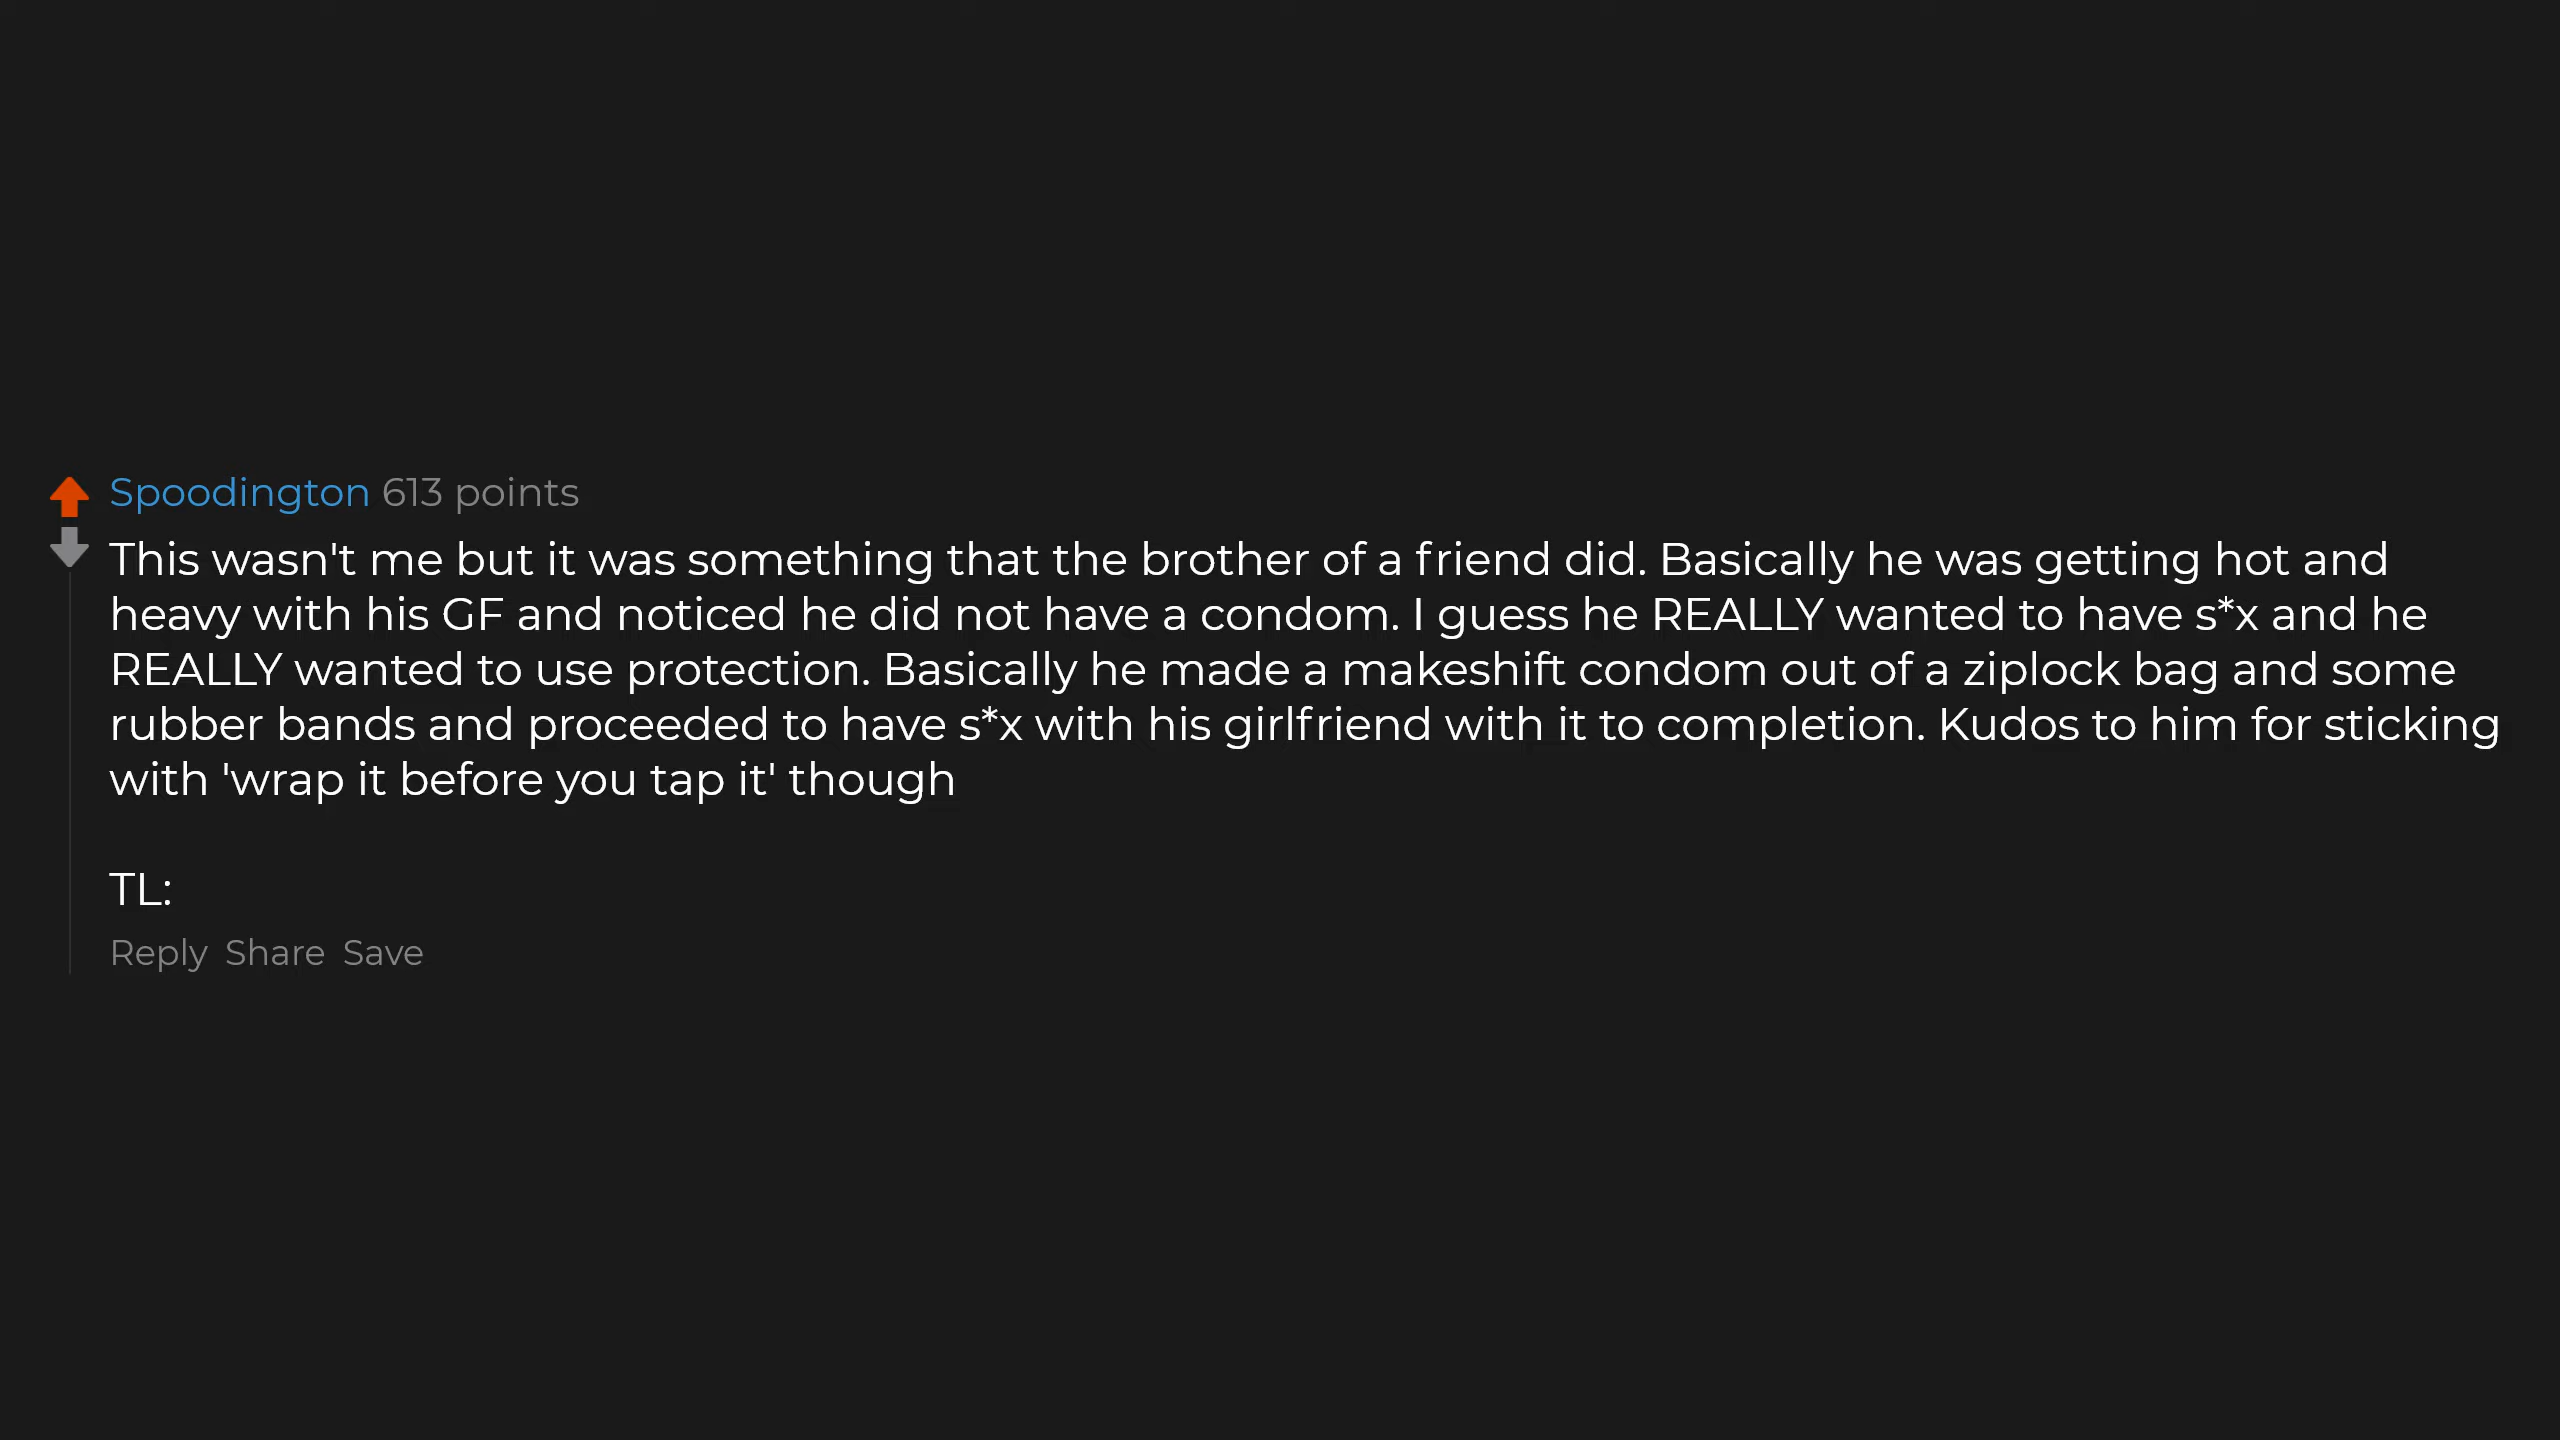 Spoodington 613 points
This wasn't me but it was something that the brother of a friend did. Basically he was getting hot and
heavy with his GF and noticed he did not have a condom. I guess he REALLY wanted to have s*x and he
REALLY wanted to use protection. Basically he made a makeshift condom out of a ziplock bag and some
rubber bands and proceeded to have s*x with his girlfriend with it to completion. Kudos to him for sticking
with 'wrap it before you tap it' though
TL:
Reply Share Save